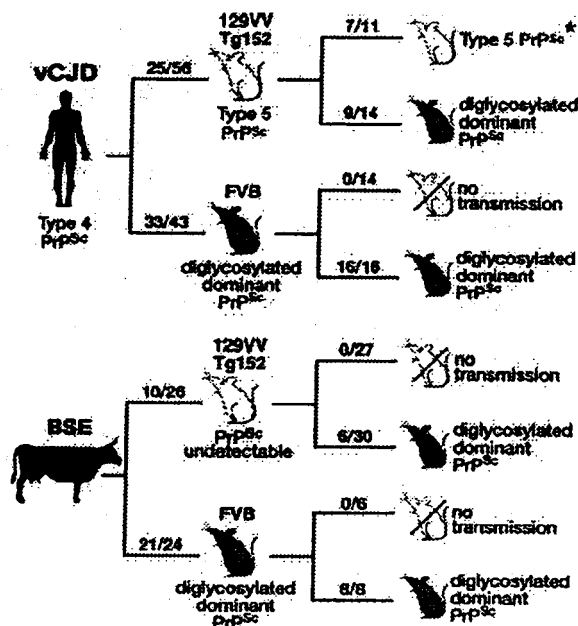 129VV
Tg152
7/11
Type 5 PrPSc*
vCJD
25/56
Type 5
PrPSc
9/14
diglycosylated
dominant
PrPSc
Type 4
PrPSc
FVB
0/14
no
transmission
33/43
diglycosylated
dominant
PrPSc
16/16
diglycosylated
dominant
PrPSc
129VV
Tg152
0/27
no
transmission
10/26
BSE
PrPSc
undetectable
6/30
diglycosylated
dominant
PrPSc
FVB
0/6
no
transmission
21/24
diglycosylated
dominant
PrPSc
8/8
diglycosylated
dominant
PrPSc